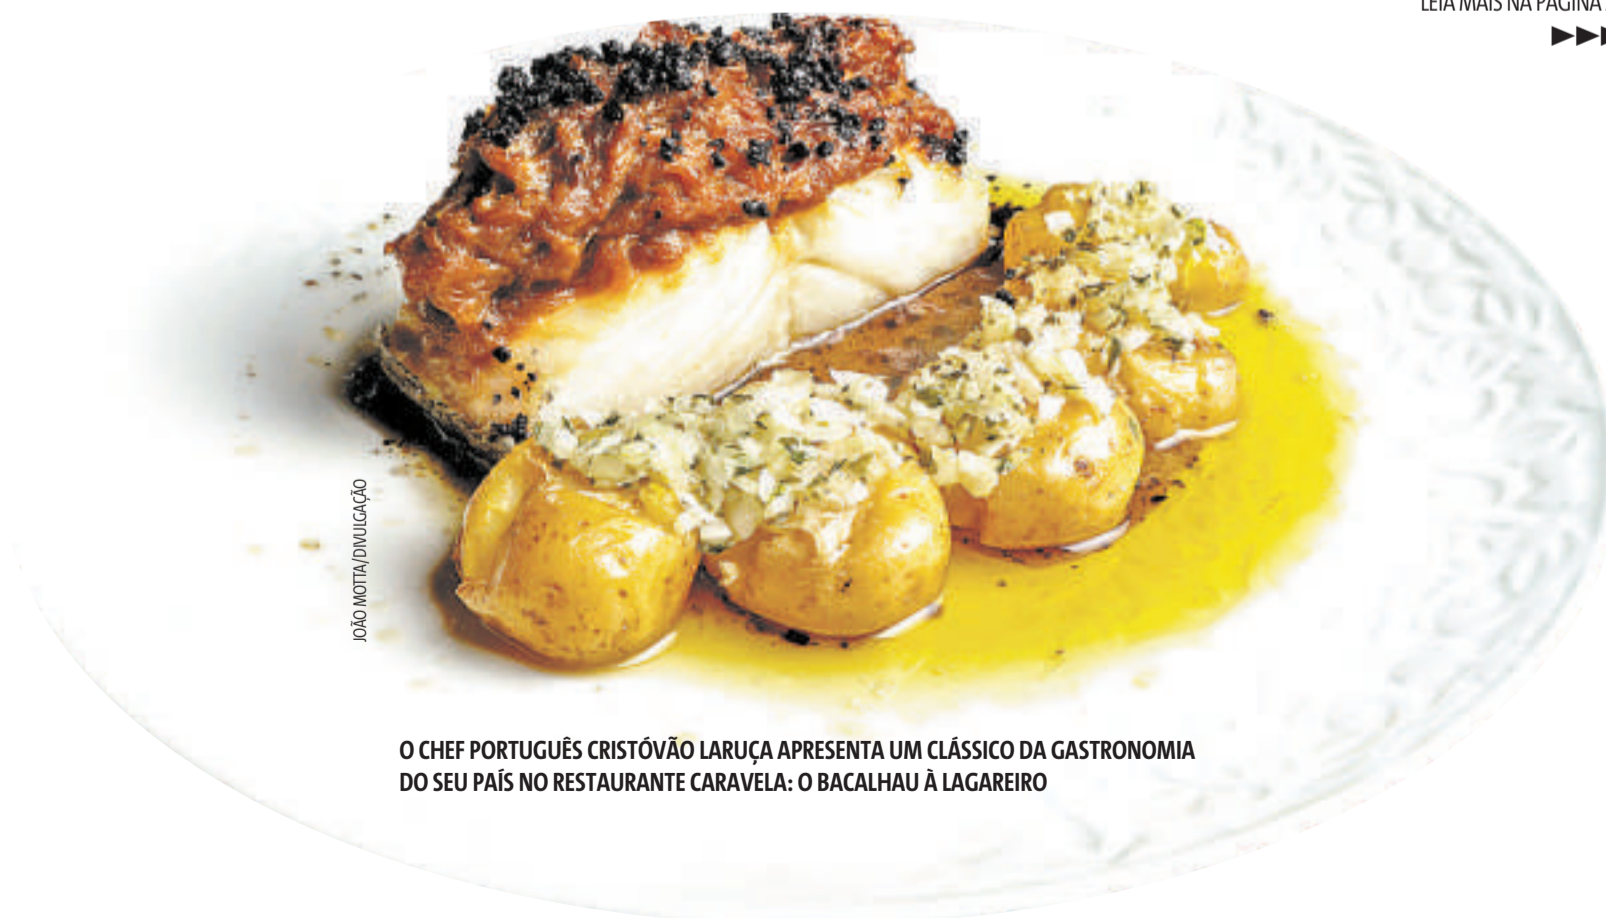 LEIA MAIS NA PÁGINA
JOÃO MOTTA/DIVULGAÇÃO
O CHEF PORTUGUÊS CRISTÓVÃO LARUÇA APRESENTA UM CLÁSSICO DA GASTRONOMIA
DO SEU PAÍS NO RESTAURANTE CARAVELA: O BACALHAU À LAGAREIRO